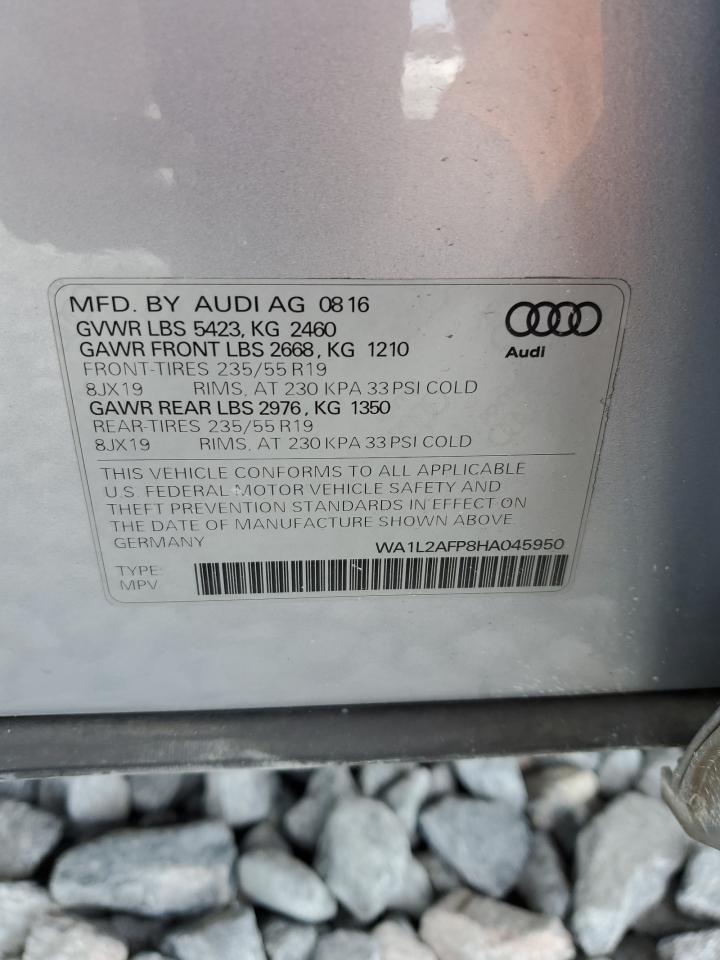 MFD. BY AUDI AG 08 16
GVWR LBS 5423, KG 2460
GAWR FRONT LBS 2668, KG 1210
FRONT-TIRES 235/55 R19
8JX19 RIMS, AT 230 KPA 33 PSI COLD
GAWR REAR LBS 2976, KG 1350
REAR-TIRES 235/55 R19
8JX19 RIMS, AT 230 KPA 33 PSI COLD
Audi
THIS VEHICLE CONFORMS TO ALL APPLICABLE
U.S. FEDERAL MOTOR VEHICLE SAFETY AND
THEFT PREVENTION STANDARDS IN EFFECT ON
THE DATE OF MANUFACTURE SHOWN ABOVE.
GERMANY WA1L2AFP8HA045950
TYPE:
MPV